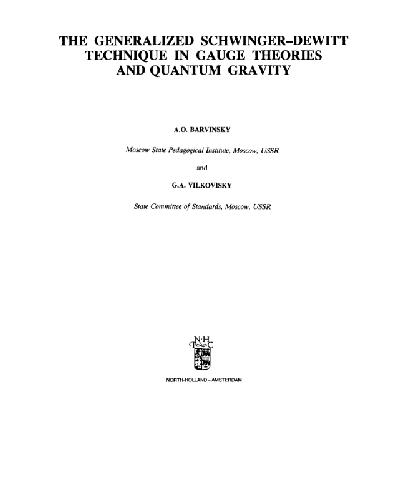 THE GENERALIZED SCHWINGER–DEWITT
TECHNIQUE IN GAUGE THEORIES
AND QUANTUM GRAVITY
A.O. BARVINSKY
Moscow State Pedagogical Institute, Moscow, USSR
and
G.A. VILKOVISKY
State Committee of Standards, Moscow, USSR
N·H
NORTH-HOLLAND – AMSTERDAM